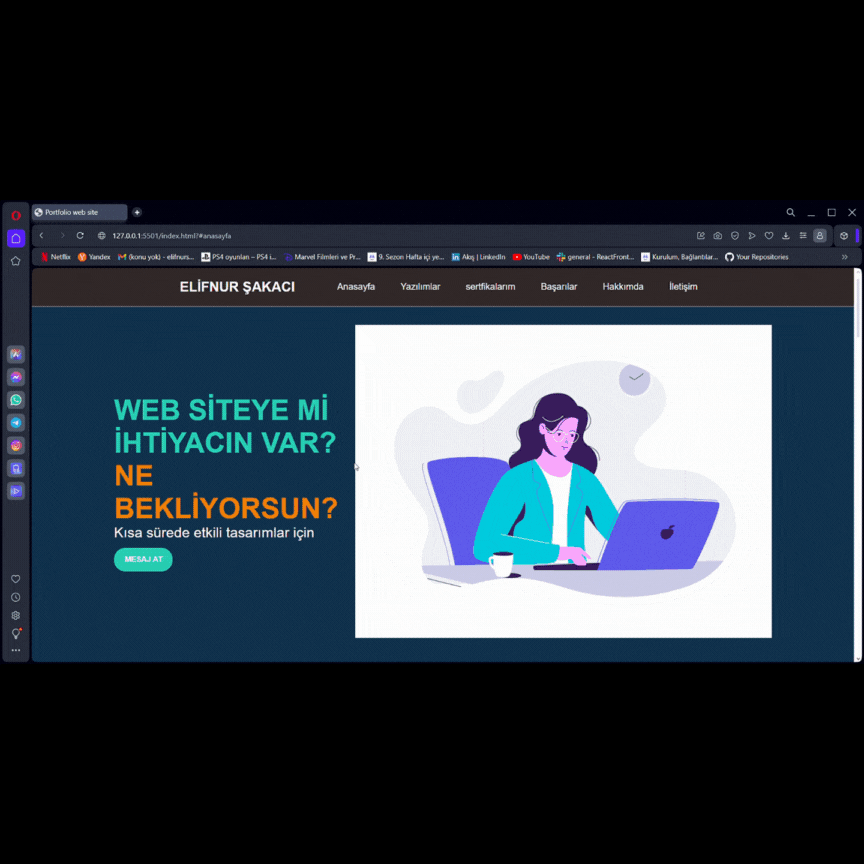 Portfolio web site
127.0.0.1:5501/index.html?#anasayfa
Netflix
Yandex
(konu yok) - elifnurs...
PS4 oyunları – PS4 i...
Marvel Filmleri ve Pr...
9. Sezon Hafta içi ye...
Akış | LinkedIn
YouTube
general - ReactFront...
Kurulum, Bağlantılar...
Your Repositories
ELİFNUR ŞAKACI
Anasayfa
Yazılımlar
sertfikalarım
Başarılar
Hakkımda
İletişim
WEB SİTEYE Mİ
İHTİYACIN VAR?
NE
BEKLİYORSUN?
Kısa sürede etkili tasarımlar için
MESAJ AT